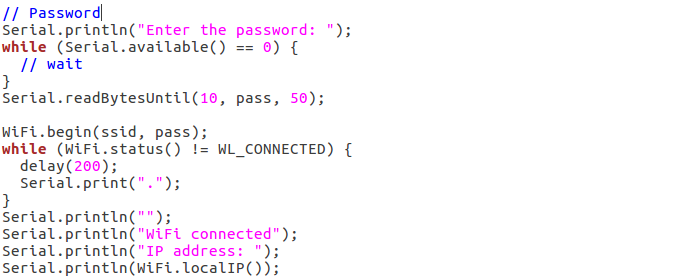 // Password
Serial.println("Enter the password: ");
while (Serial.available() == 0) {
  // wait
}
Serial.readBytesUntil(10, pass, 50);

WiFi.begin(ssid, pass);
while (WiFi.status() != WL_CONNECTED) {
  delay(200);
  Serial.print(".");
}
Serial.println("");
Serial.println("WiFi connected");
Serial.println("IP address: ");
Serial.println(WiFi.localIP());